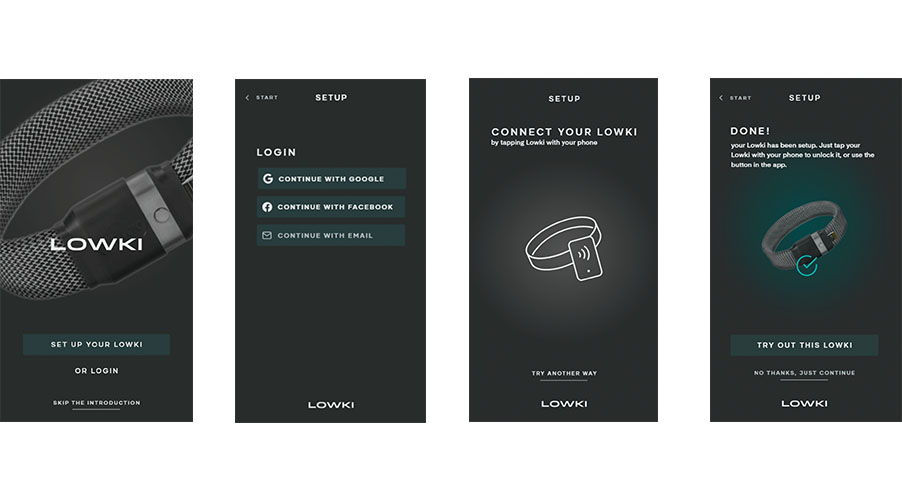 LOWKI
SET UP YOUR LOWKI
OR LOGIN
SKIP THE INTRODUCTION
START
SETUP
LOGIN
CONTINUE WITH GOOGLE
CONTINUE WITH FACEBOOK
CONTINUE WITH EMAIL
LOWKI
SETUP
CONNECT YOUR LOWKI
by tapping Lowki with your phone
TRY ANOTHER WAY
LOWKI
START
SETUP
DONE!
your Lowki has been setup. Just tap your
Lowki with your phone to unlock it, or use the
button in the app.
TRY OUT THIS LOWKI
NO THANKS, JUST CONTINUE
LOWKI